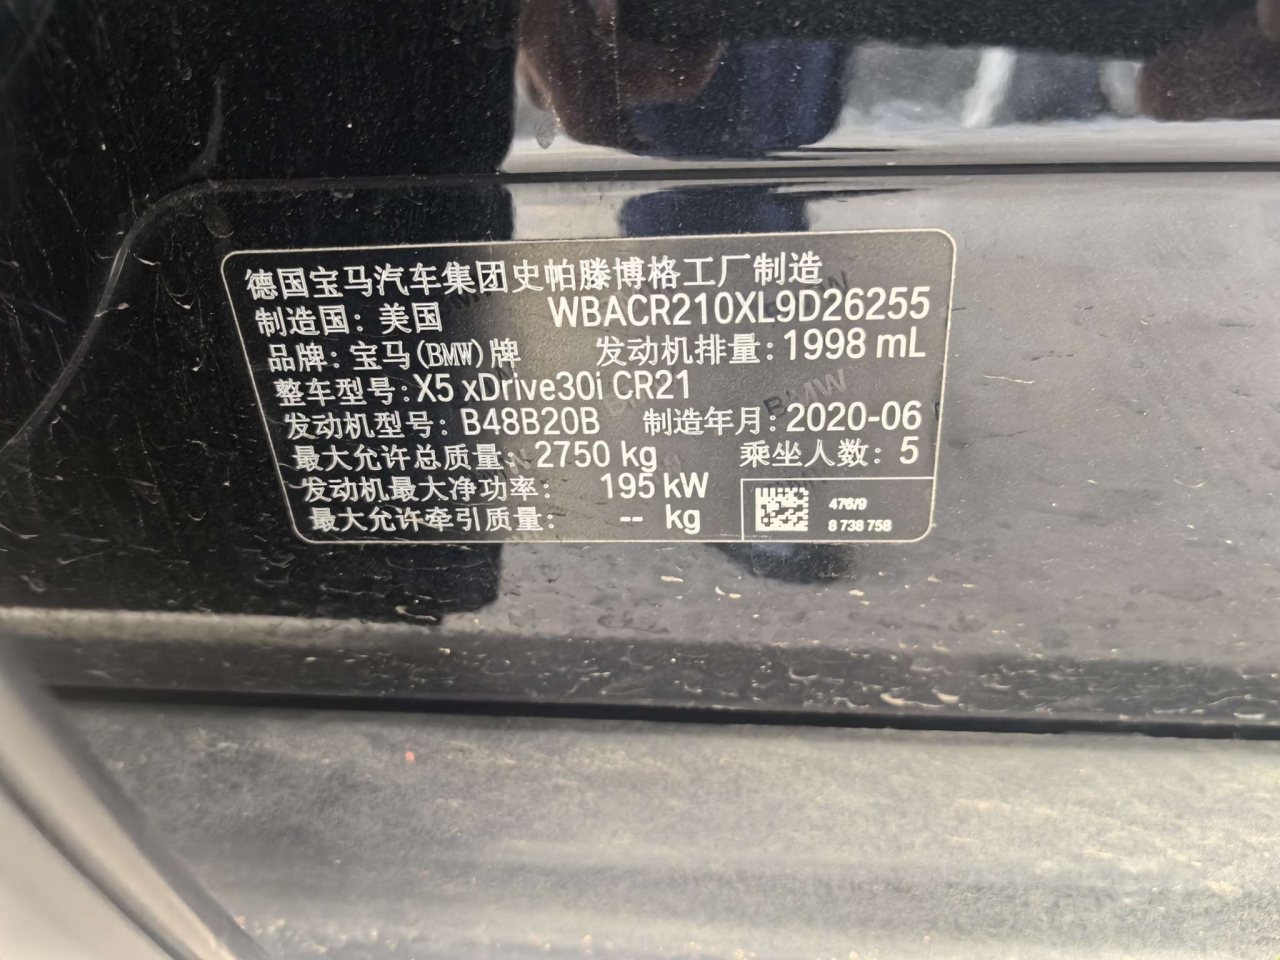 德国宝马汽车集团史帕滕博格工厂制造
制造国：美国 WBACR210XL9D26255
品牌：宝马(BMW)牌 发动机排量：1998 mL
整车型号：X5 xDrive30i CR21
发动机型号：B48B20B 制造年月：2020-06
最大允许总质量：2750 kg 乘坐人数：5
发动机最大净功率：195 kW
最大允许牵引质量：-- kg
476/9
8 738 758